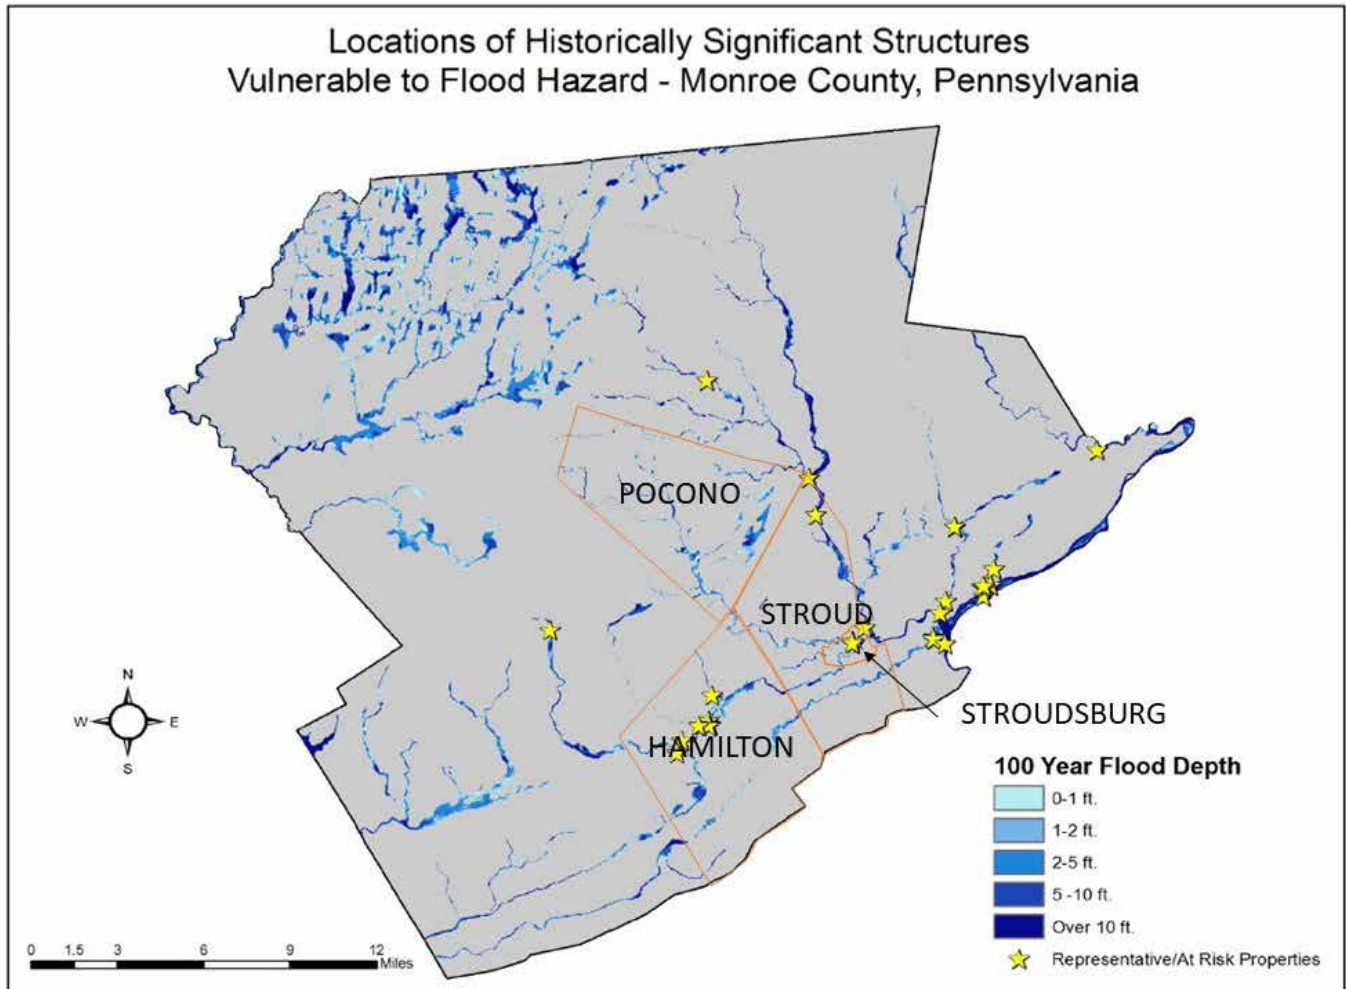 Locations of Historically Significant Structures
Vulnerable to Flood Hazard - Monroe County, Pennsylvania
POCONO
STROUD
STROUDSBURG
HAMILTON
N
W E
S
100 Year Flood Depth
0-1 ft.
1-2 ft.
2-5 ft.
5 -10 ft.
Over 10 ft.
Representative/At Risk Properties
0 1.5 3 6 9 12
Miles